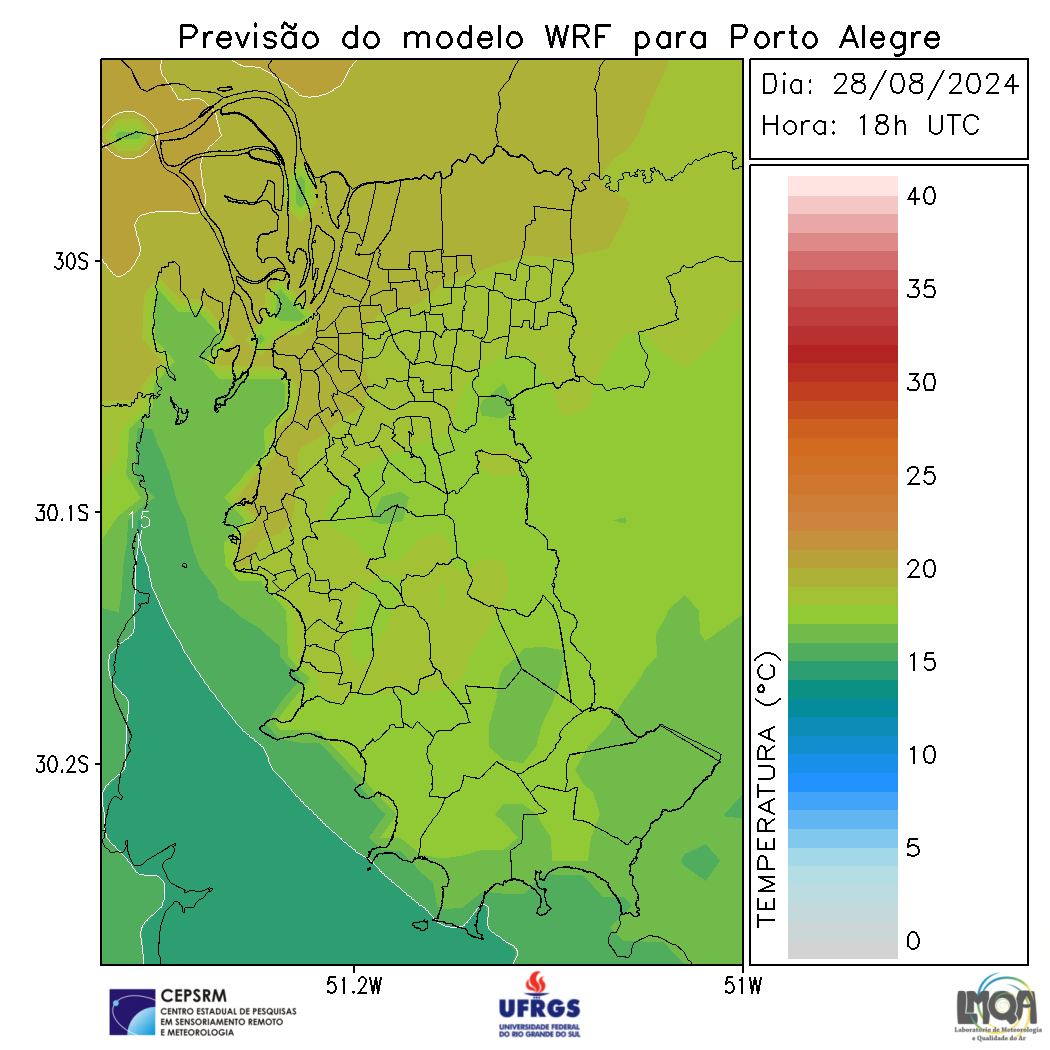 Previsão do modelo WRF para Porto Alegre
Dia: 28/08/2024
Hora: 18h UTC
40
35
30
25
20
15
10
5
0
TEMPERATURA (°C)
30S
30.1S
30.2S
15
51.2W
51W
CEPSRM
CENTRO ESTADUAL DE PESQUISAS
EM SENSORIAMENTO REMOTO
E METEOROLOGIA
UFRGS
UNIVERSIDADE FEDERAL
DO RIO GRANDE DO SUL
LMQA
Laboratório de Meteorologia
e Qualidade do Ar